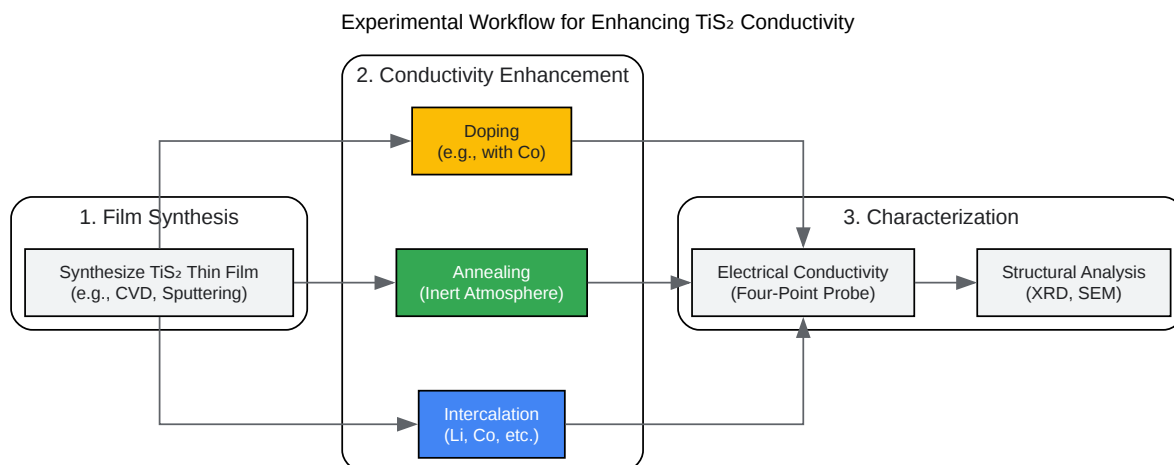 Experimental Workflow for Enhancing TiS₂ Conductivity
2. Conductivity Enhancement
Doping
(e.g., with Co)
1. Film Synthesis
3. Characterization
Synthesize TiS₂ Thin Film
(e.g., CVD, Sputtering)
Annealing
(Inert Atmosphere)
Electrical Conductivity
(Four-Point Probe)
Structural Analysis
(XRD, SEM)
Intercalation
(Li, Co, etc.)